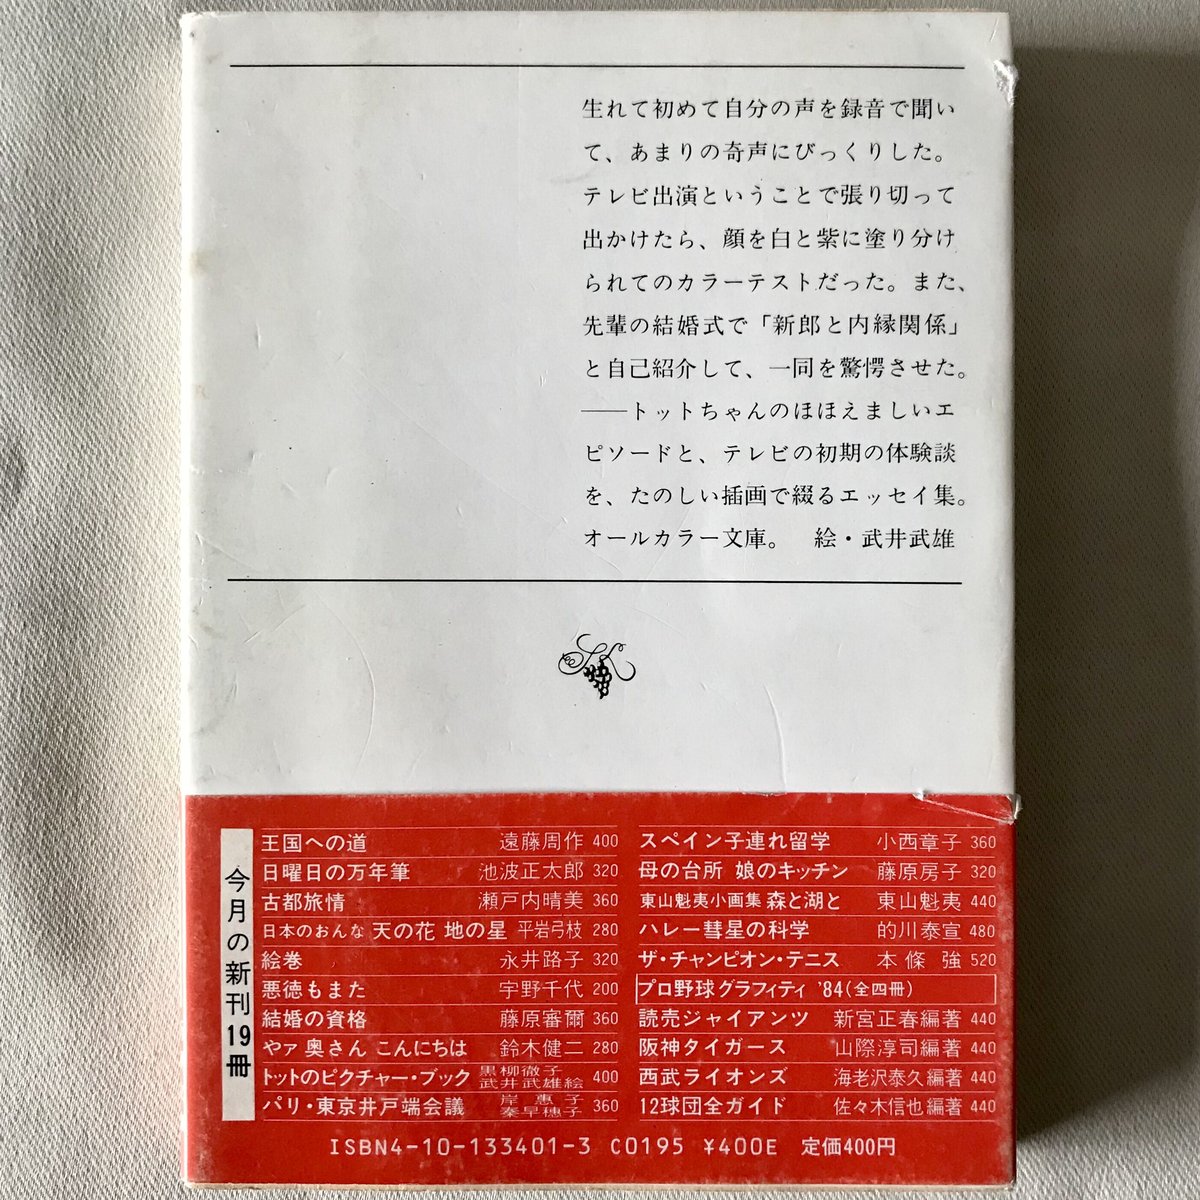 生れて初めて自分の声を録音で聞い
て、あまりの奇声にびっくりした。
テレビ出演ということで張り切って
出かけたら、顔を白と紫に塗り分け
られてのカラーテストだった。また、
先輩の結婚式で「新郎と内縁関係」
と自己紹介して、一同を驚愕させた。
──トットちゃんのほほえましいエ
ピソードと、テレビの初期の体験談
を、たのしい插画で綴るエッセイ集。
オールカラー文庫。　絵・武井武雄
今月の新刊19冊
王国への道 遠藤周作 400
日曜日の万年筆 池波正太郎 320
古都旅情 瀬戸内晴美 360
日本のおんな 天の花 地の星 平岩弓枝 280
絵巻 永井路子 320
悪徳もまた 宇野千代 200
結婚の資格 藤原審爾 360
やァ 奥さん こんにちは 鈴木健二 280
トットのピクチャー・ブック 黒柳徹子 武井武雄絵 400
パリ・東京井戸端会議 岸惠子 秦早穂子 360
スペイン子連れ留学 小西章子 360
母の台所 娘のキッチン 藤原房子 320
東山魁夷小画集 森と湖と 東山魁夷 440
ハレー彗星の科学 的川泰宣 480
ザ・チャンピオン・テニス 本條強 520
プロ野球グラフィティ '84(全四冊)
読売ジャイアンツ 新宮正春編著 440
阪神タイガース 山際淳司編著 440
西武ライオンズ 海老沢泰久編著 440
12球団全ガイド 佐々木信也編著 440
ISBN4-10-133401-3 C0195 ¥400E 定価400円